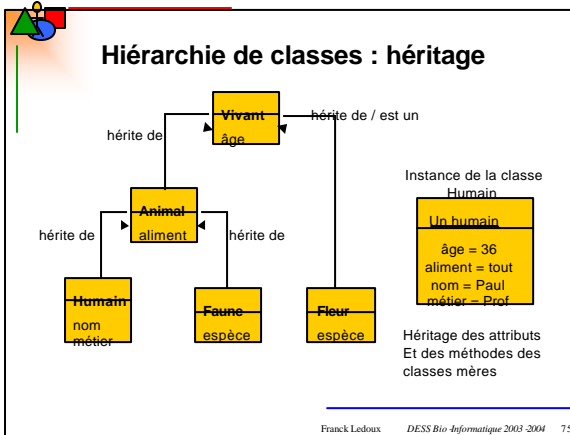 Hiérarchie de classes : héritage
Vivant
âge
hérite de
hérite de / est un
Animal
aliment
hérite de
hérite de
Humain
nom
métier
Faune
espèce
Fleur
espèce
Instance de la classe
Humain
Un humain
âge = 36
aliment = tout
nom = Paul
métier = Prof
Héritage des attributs
Et des méthodes des
classes mères
Franck Ledoux DESS Bio-Informatique 2003-2004 75